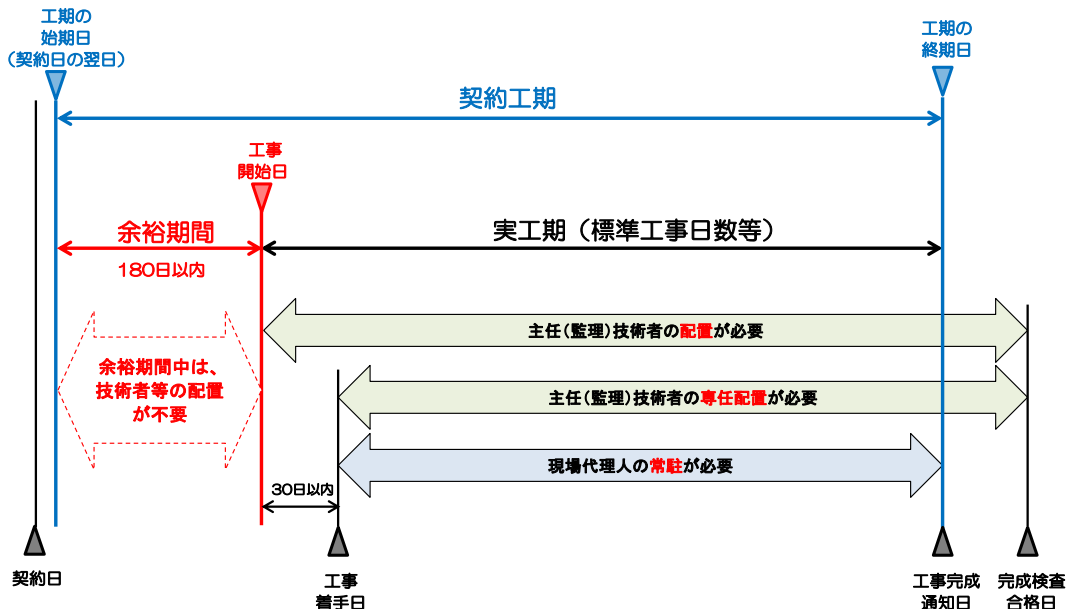 工期の
始期日
（契約日の翌日）
工期の
終期日
契約工期
工事
開始日
余裕期間
180日以内
実工期（標準工事日数等）
主任（監理）技術者の配置が必要
余裕期間中は、
技術者等の配置
が不要
主任（監理）技術者の専任配置が必要
現場代理人の常駐が必要
30日以内
契約日
工事
着手日
工事完成
通知日
完成検査
合格日